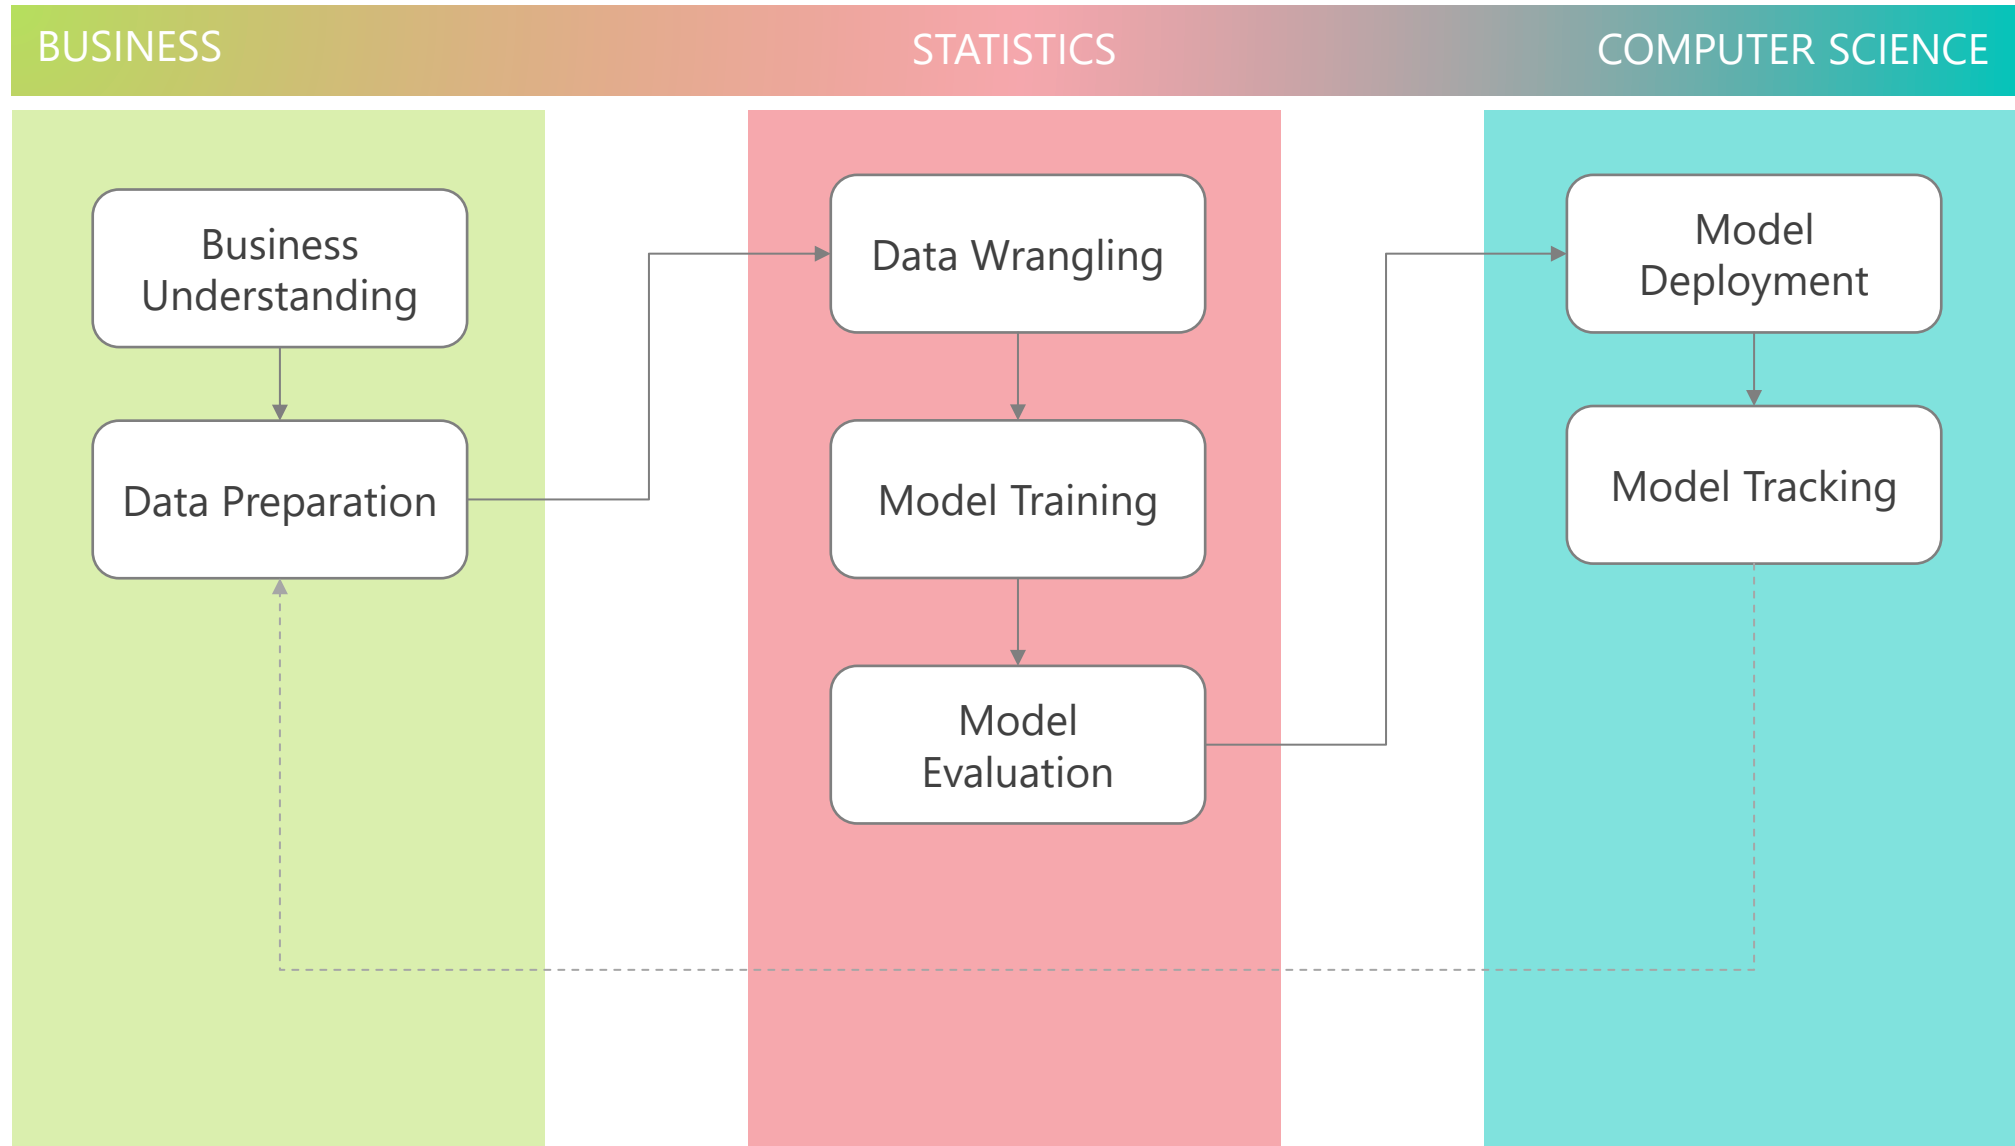 BUSINESS
STATISTICS
COMPUTER SCIENCE
Business
Understanding
Data Preparation
Data Wrangling
Model Training
Model
Evaluation
Model
Deployment
Model Tracking